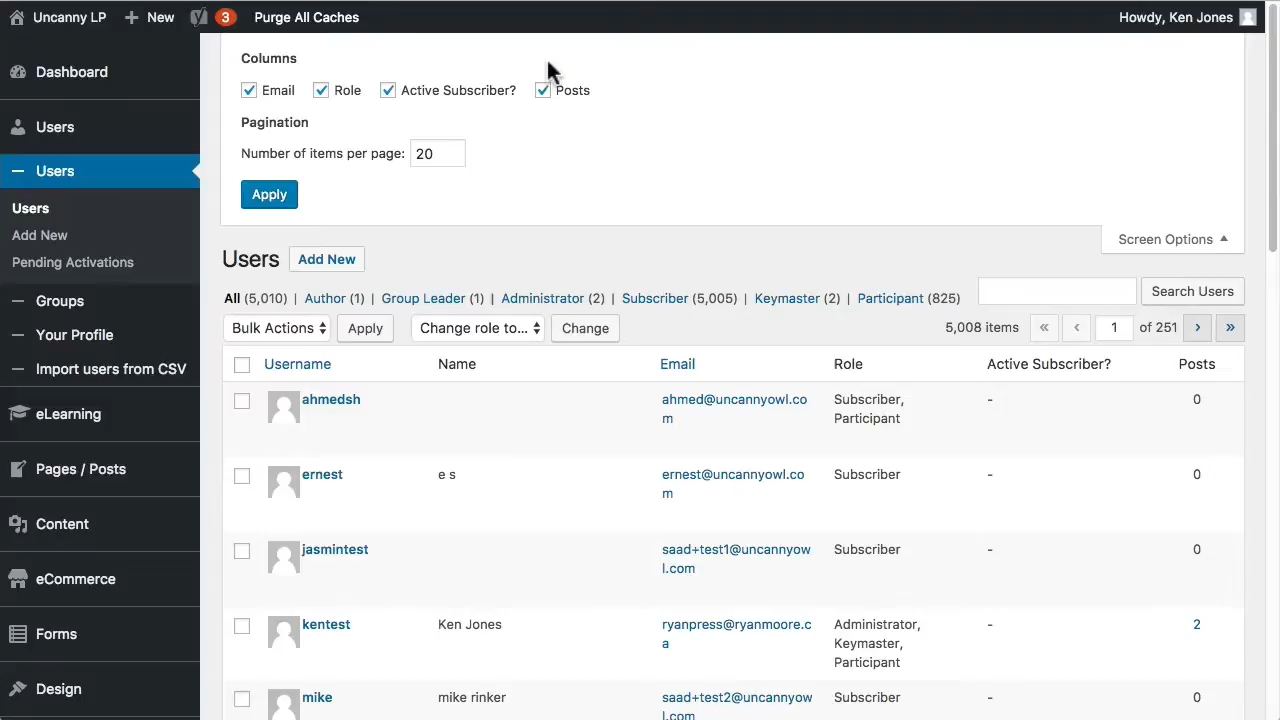 Uncanny LP
New
3
Purge All Caches
Howdy, Ken Jones
Dashboard
Users
Users
Users
Add New
Pending Activations
Groups
Your Profile
Import users from CSV
eLearning
Pages / Posts
Content
eCommerce
Forms
Design
Columns
Email Role Active Subscriber? Posts
Pagination
Number of items per page: 20
Apply
Screen Options
Users Add New
All (5,010) | Author (1) | Group Leader (1) | Administrator (2) | Subscriber (5,005) | Keymaster (2) | Participant (825)
Search Users
Bulk Actions Apply Change role to... Change 5,008 items « ‹ 1 of 251 › »
Username Name Email Role Active Subscriber? Posts
ahmedsh ahmed@uncannyowl.co Subscriber, - 0
m Participant
ernest e s ernest@uncannyowl.co Subscriber - 0
m
jasmintest saad+test1@uncannyow Subscriber - 0
l.com
kentest Ken Jones ryanpress@ryanmoore.c Administrator, - 2
a Keymaster,
Participant
mike mike rinker saad+test2@uncannyow Subscriber - 0
l.com